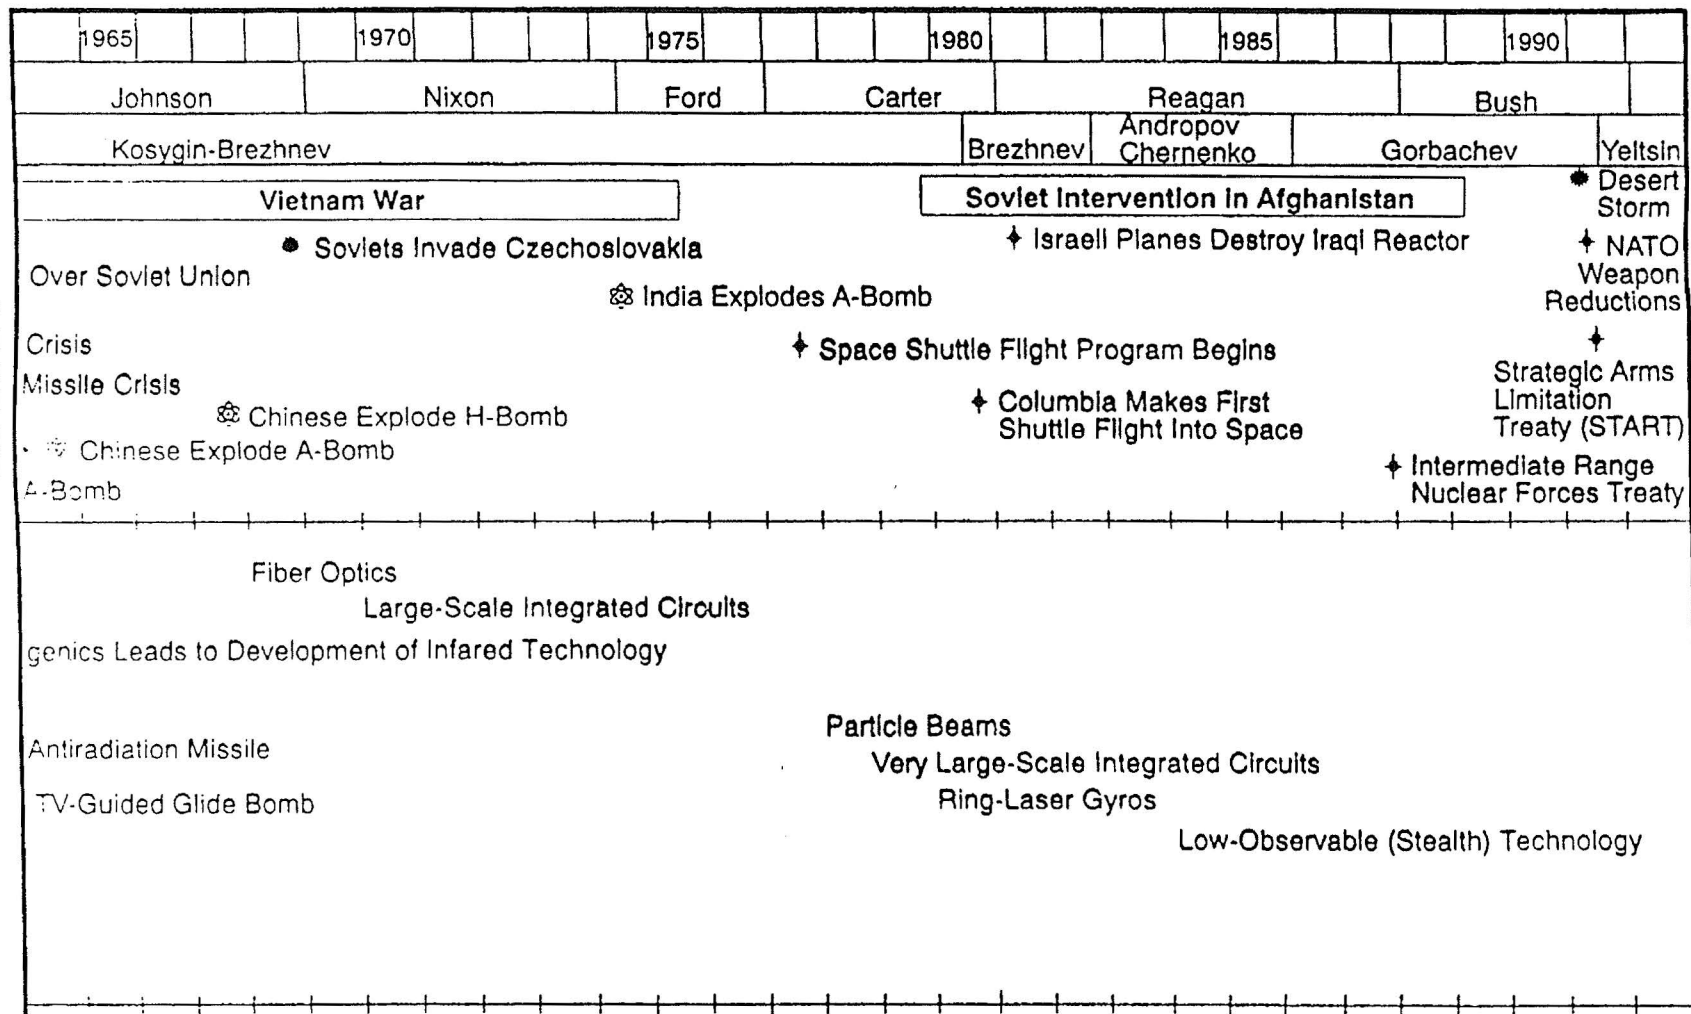 1965 1970 1975 1980 1985 1990
Johnson Nixon Ford Carter Reagan Bush
Kosygin-Brezhnev Brezhnev Andropov Chernenko Gorbachev Yeltsin
Vietnam War
Soviet Intervention in Afghanistan
Desert
Storm
Soviets Invade Czechoslovakia
Israeli Planes Destroy Iraqi Reactor
NATO
Weapon
Reductions
Over Soviet Union
India Explodes A-Bomb
Crisis
Space Shuttle Flight Program Begins
Missile Crisis
Strategic Arms
Limitation
Treaty (START)
Chinese Explode H-Bomb
Columbia Makes First
Shuttle Flight Into Space
Chinese Explode A-Bomb
Intermediate Range
Nuclear Forces Treaty
A-Bomb
Fiber Optics
Large-Scale Integrated Circuits
genics Leads to Development of Infared Technology
Particle Beams
Antiradiation Missile
Very Large-Scale Integrated Circuits
TV-Guided Glide Bomb
Ring-Laser Gyros
Low-Observable (Stealth) Technology